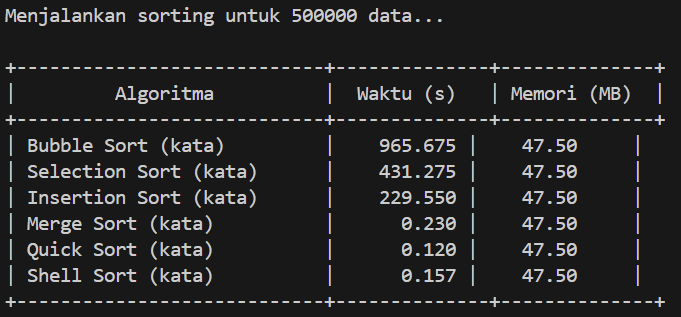 Menjalankan sorting untuk 500000 data...
+----------------------------+--------------+--------------+
|         Algoritma          |  Waktu (s)   | Memori (MB)  |
+----------------------------+--------------+--------------+
| Bubble Sort (kata)         |    965.675 |    47.50     |
| Selection Sort (kata)      |    431.275 |    47.50     |
| Insertion Sort (kata)      |    229.550 |    47.50     |
| Merge Sort (kata)          |      0.230 |    47.50     |
| Quick Sort (kata)          |      0.120 |    47.50     |
| Shell Sort (kata)          |      0.157 |    47.50     |
+----------------------------+--------------+--------------+